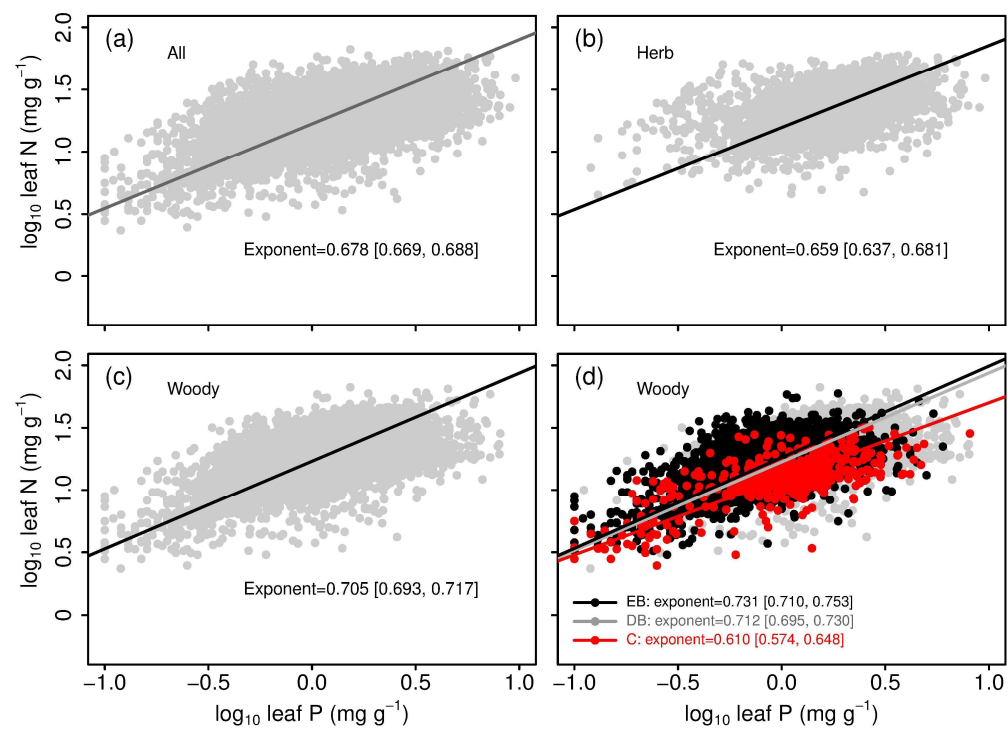 (a) All
2.0
1.5
1.0
0.5
0
log10 leaf N (mg g−1)
Exponent=0.678 [0.669, 0.688]
(b) Herb
Exponent=0.659 [0.637, 0.681]
(c) Woody
2.0
1.5
1.0
0.5
0
log10 leaf N (mg g−1)
Exponent=0.705 [0.693, 0.717]
−1.0 −0.5 0.0 0.5 1.0
log10 leaf P (mg g−1)
(d) Woody
EB: exponent=0.731 [0.710, 0.753]
DB: exponent=0.712 [0.695, 0.730]
C: exponent=0.610 [0.574, 0.648]
−1.0 −0.5 0.0 0.5 1.0
log10 leaf P (mg g−1)